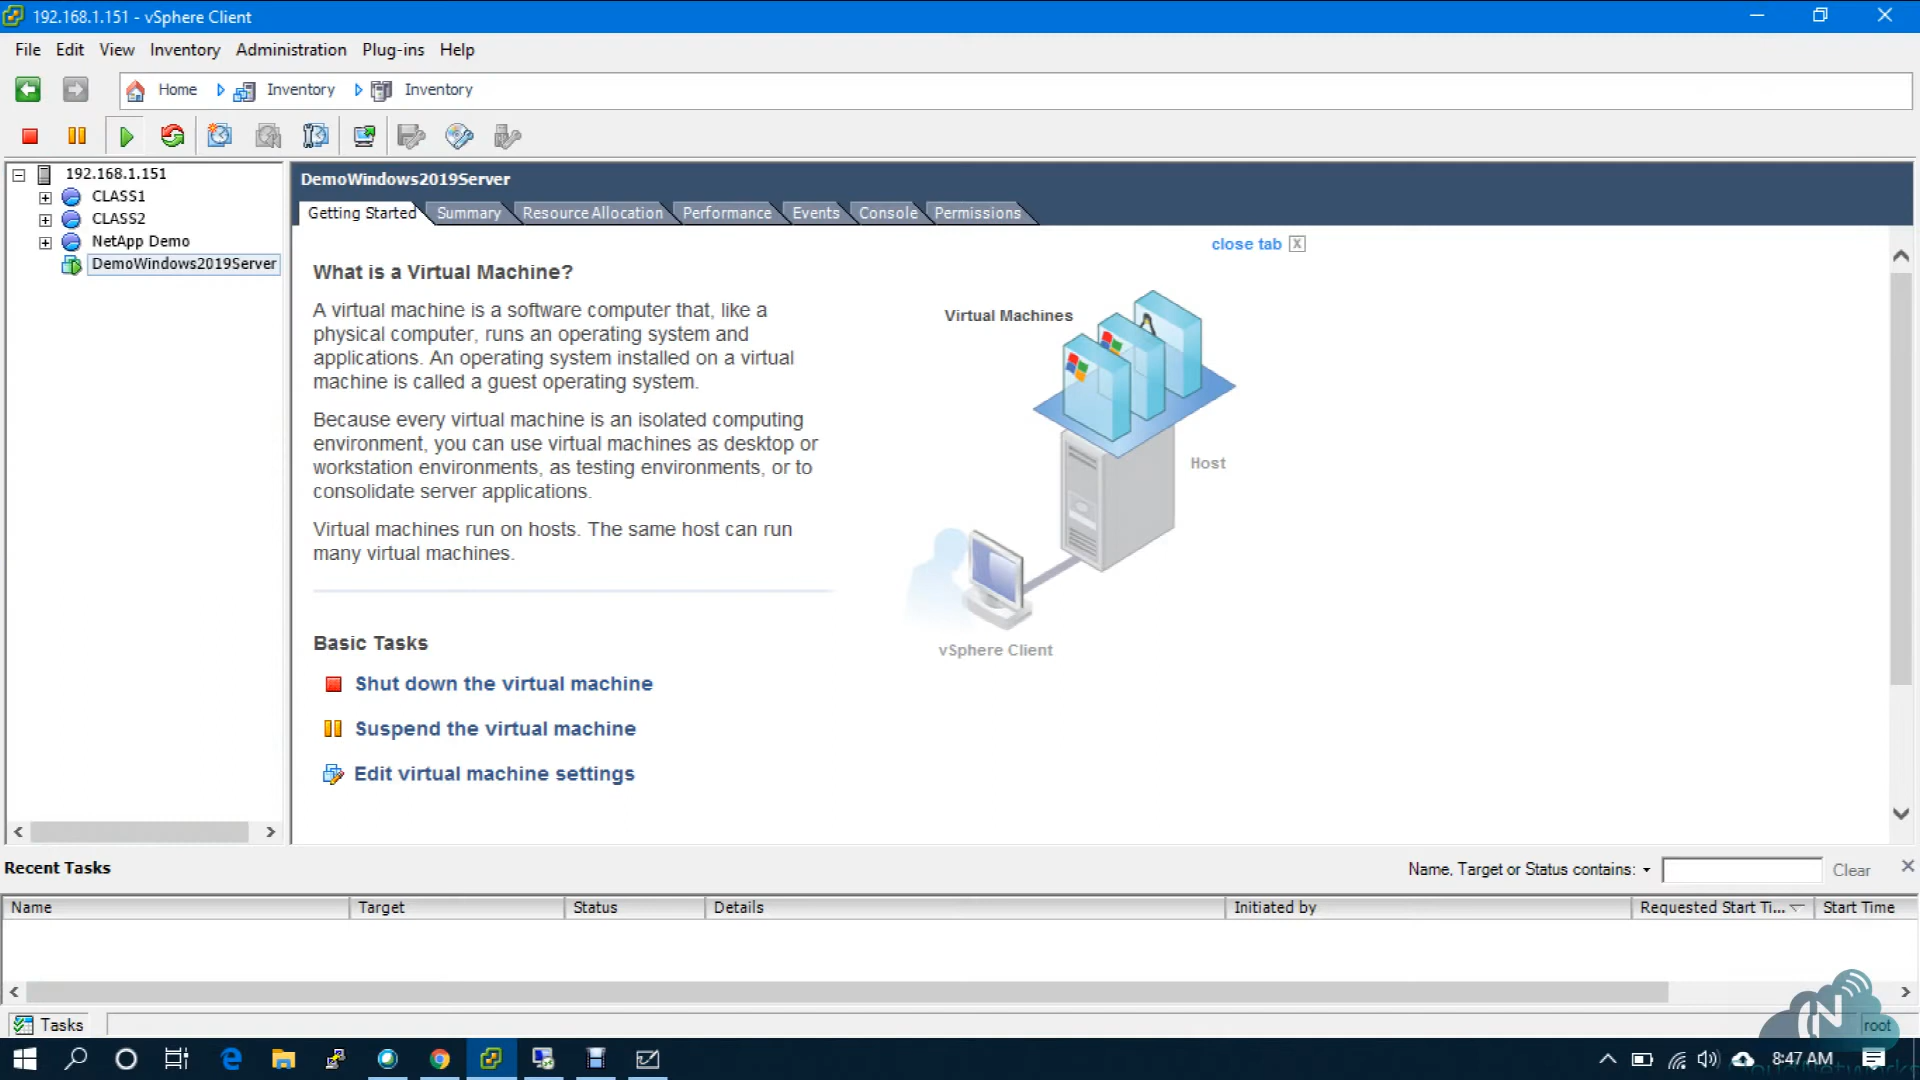 192.168.1.151 - vSphere Client
File Edit View Inventory Administration Plug-ins Help
Home Inventory Inventory
192.168.1.151
CLASS1
CLASS2
NetApp Demo
DemoWindows2019Server
DemoWindows2019Server
Getting Started Summary Resource Allocation Performance Events Console Permissions
close tab X
What is a Virtual Machine?
A virtual machine is a software computer that, like a
physical computer, runs an operating system and
applications. An operating system installed on a virtual
machine is called a guest operating system.
Because every virtual machine is an isolated computing
environment, you can use virtual machines as desktop or
workstation environments, as testing environments, or to
consolidate server applications.
Virtual machines run on hosts. The same host can run
many virtual machines.
Virtual Machines
Host
vSphere Client
Basic Tasks
Shut down the virtual machine
Suspend the virtual machine
Edit virtual machine settings
Recent Tasks
Name, Target or Status contains: Clear
Name Target Status Details Initiated by Requested Start Ti... Start Time
Tasks
root
8:47 AM